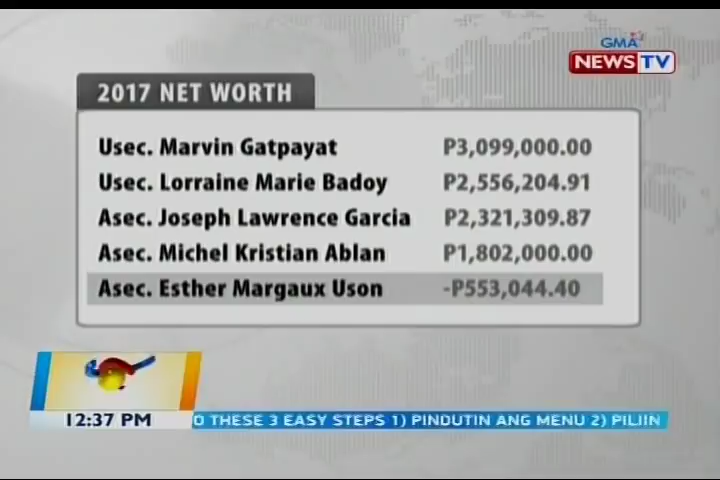 GMA
NEWS TV
2017 NET WORTH
Usec. Marvin Gatpayat P3,099,000.00
Usec. Lorraine Marie Badoy P2,556,204.91
Asec. Joseph Lawrence Garcia P2,321,309.87
Asec. Michel Kristian Ablan P1,802,000.00
Asec. Esther Margaux Uson -P553,044.40
12:37 PM
O THESE 3 EASY STEPS 1) PINDUTIN ANG MENU 2) PILIIN